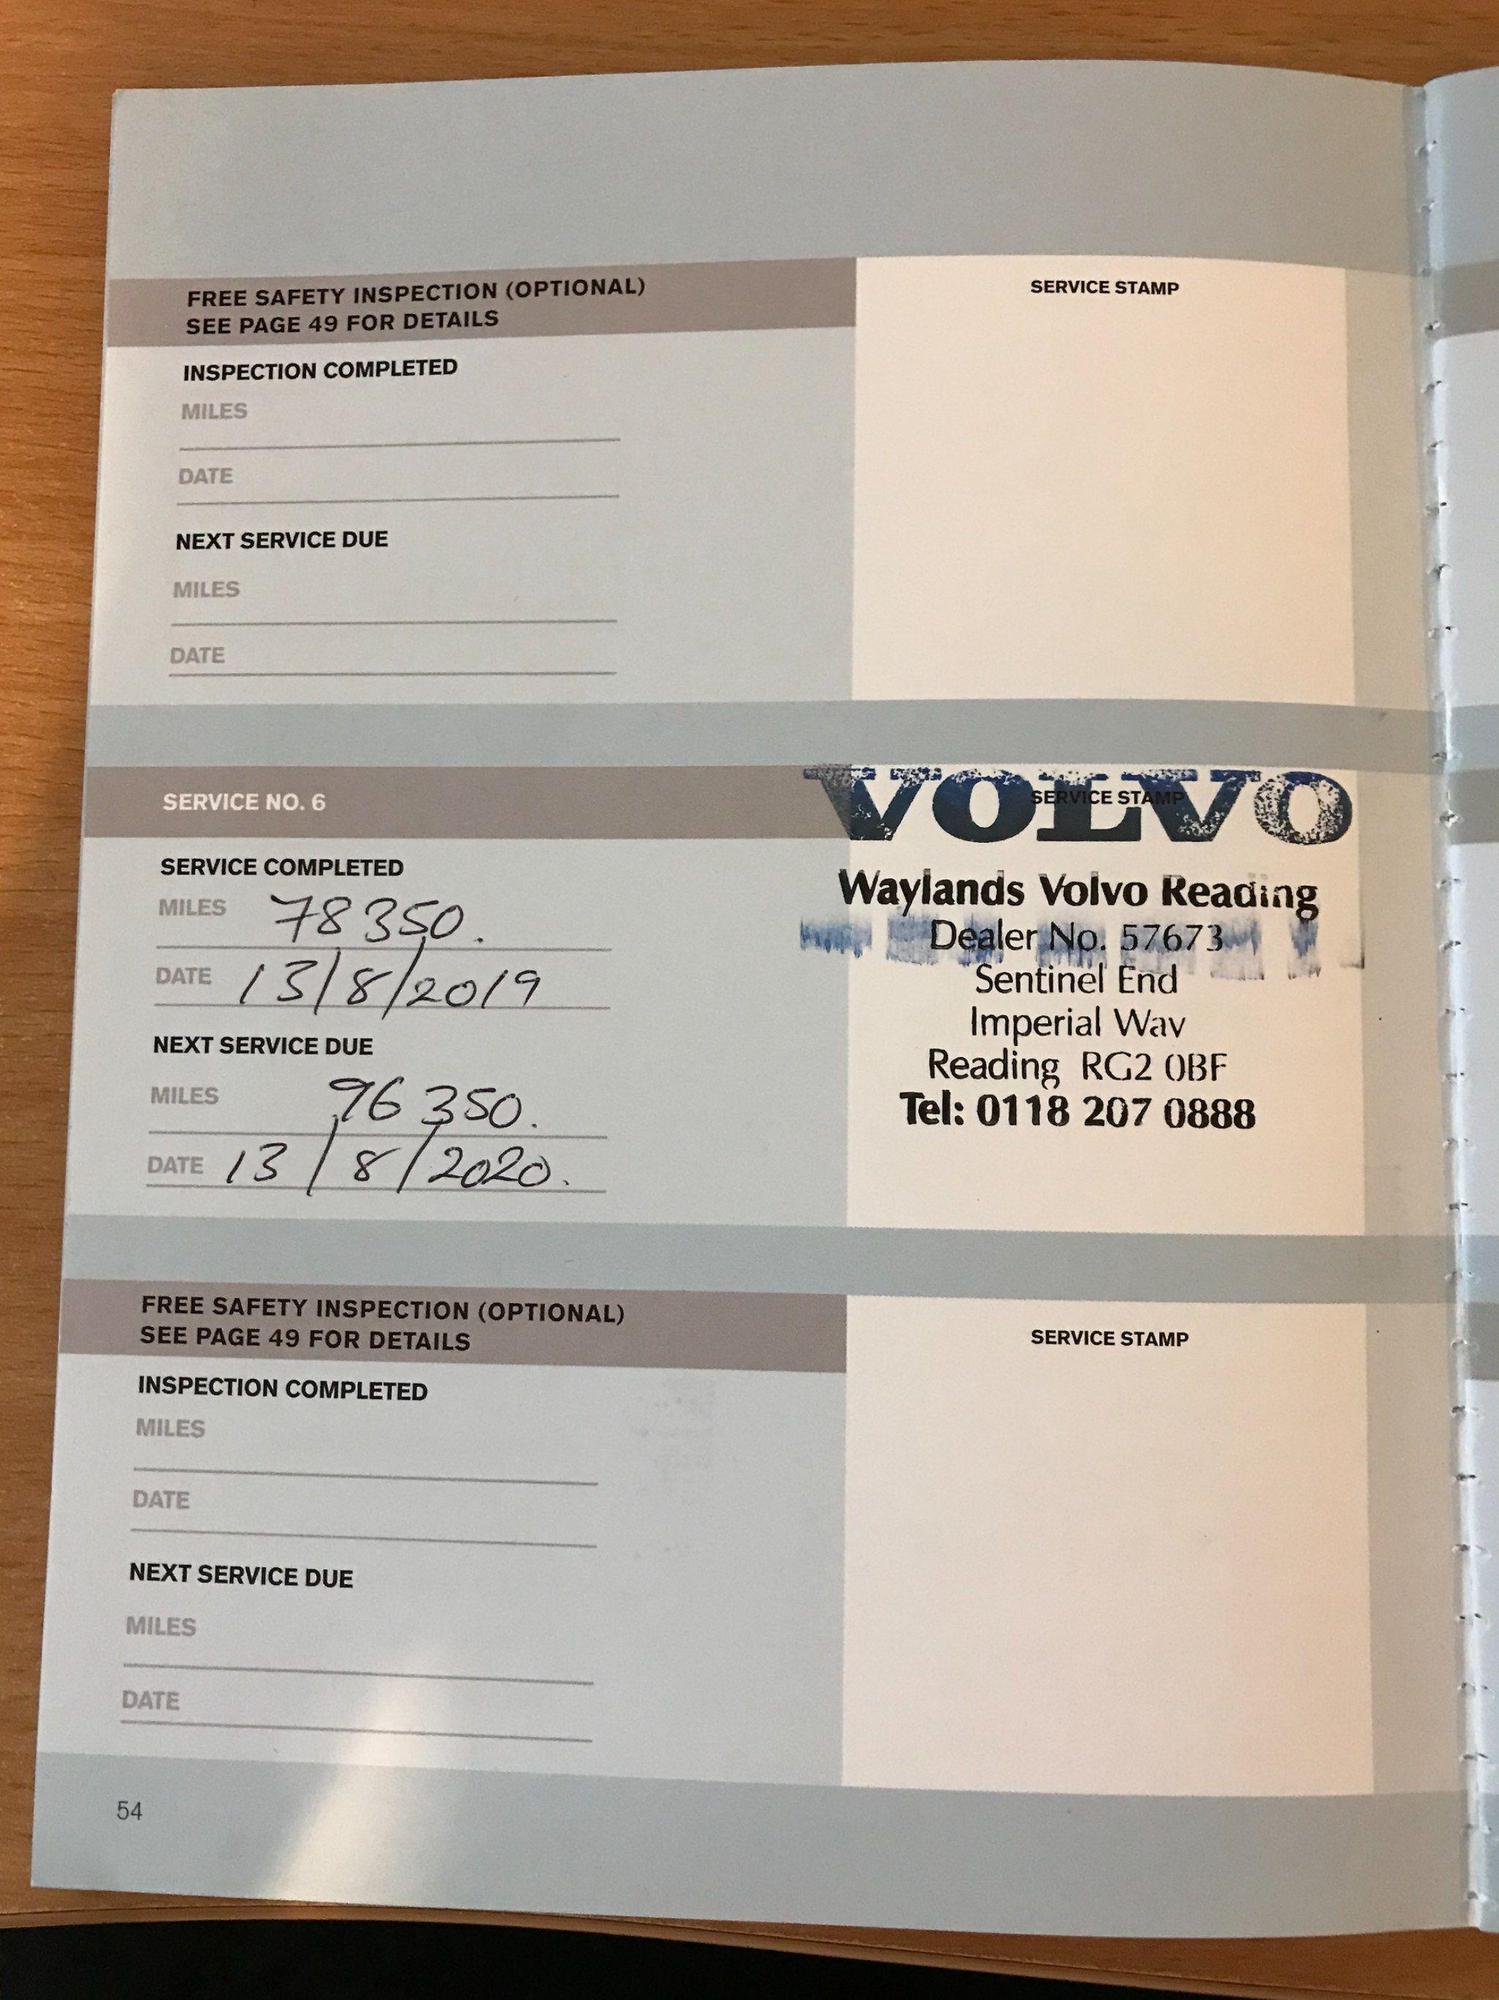 FREE SAFETY INSPECTION (OPTIONAL)
SEE PAGE 49 FOR DETAILS
SERVICE STAMP
INSPECTION COMPLETED
MILES
DATE
NEXT SERVICE DUE
MILES
DATE
SERVICE NO. 6
SERVICE STAMP
VOLVO
Waylands Volvo Reading
Dealer No. 57673
Sentinel End
Imperial Way
Reading RG2 0BF
Tel: 0118 207 0888
SERVICE COMPLETED
MILES 78350.
DATE 13/8/2019
NEXT SERVICE DUE
MILES 96350.
DATE 13/8/2020.
FREE SAFETY INSPECTION (OPTIONAL)
SEE PAGE 49 FOR DETAILS
SERVICE STAMP
INSPECTION COMPLETED
MILES
DATE
NEXT SERVICE DUE
MILES
DATE
54